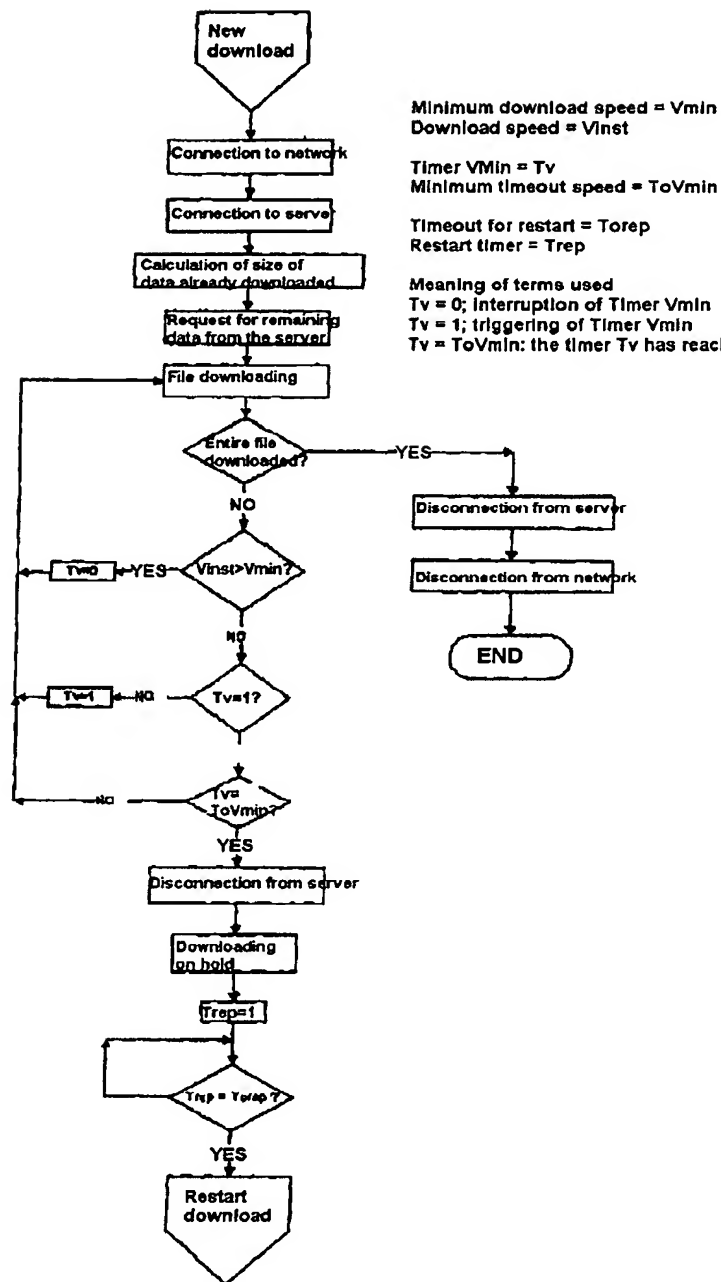 New
download
Minimum download speed = Vmin
Download speed = Vinst
Timer VMin = Tv
Minimum timeout speed = ToVmin
Timeout for restart = Torep
Restart timer = Trep
Meaning of terms used
Tv = 0; interruption of Timer Vmin
Tv = 1; triggering of Timer Vmin
Tv = ToVmin: the timer Tv has reac
Connection to network
Connection to server
Calculation of size of
data already downloaded
Request for remaining
data from the server
File downloading
Entire file
downloaded?
YES
NO
Disconnection from server
Disconnection from network
END
Vinst>Vmin?
YES
Tv=0
NO
Tv=1?
NO
Tv=1
Tv=
ToVmin?
NO
YES
Disconnection from server
Downloading
on hold
Trep=1
Trep = Torep ?
YES
Restart
download